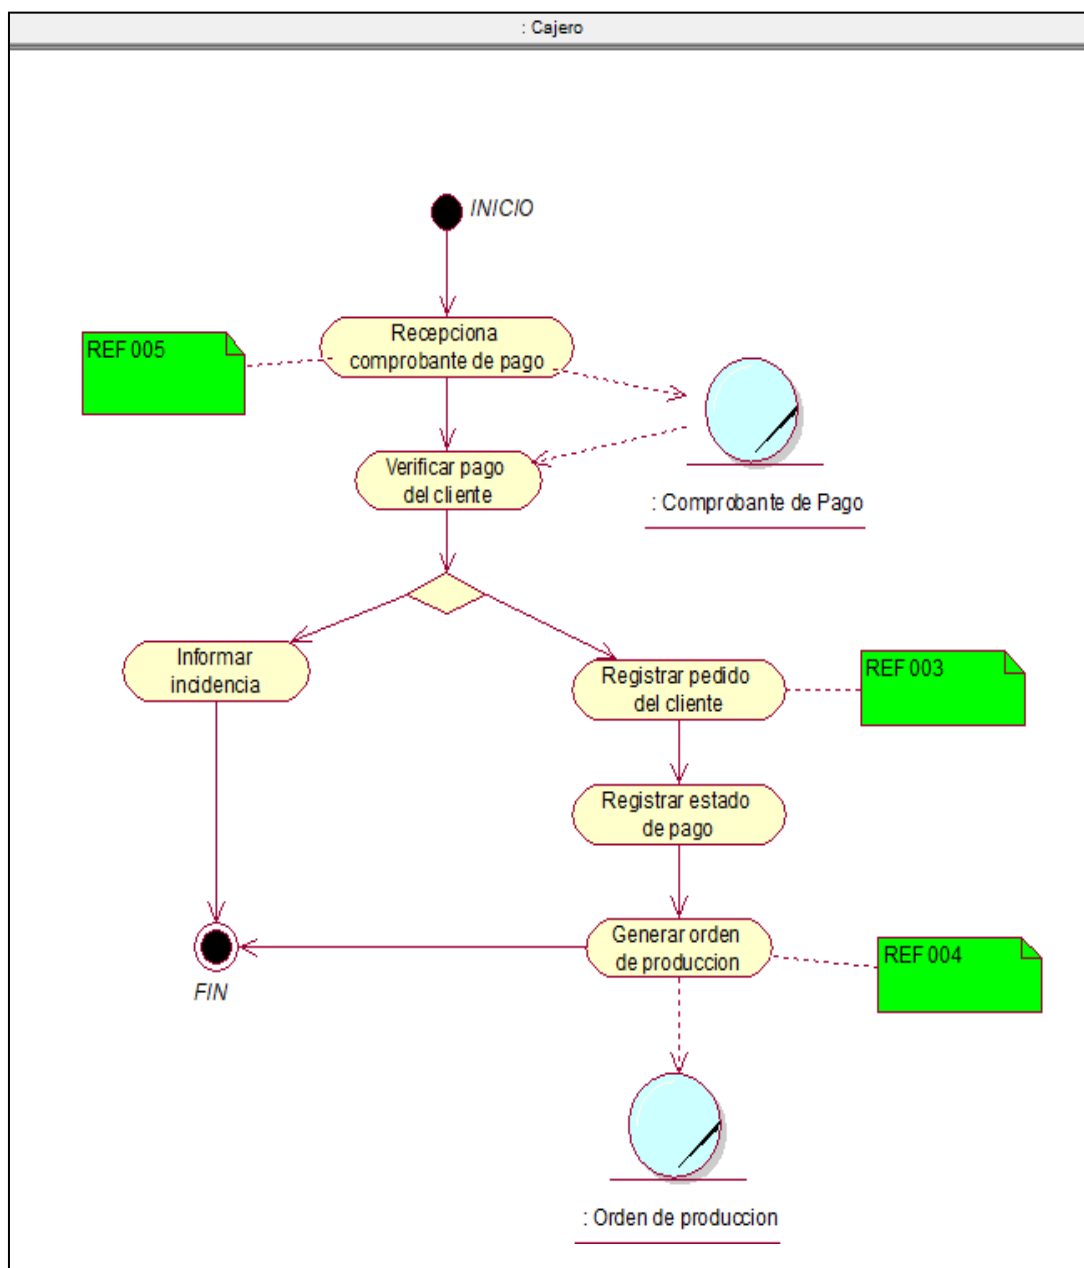 : Cajero
INICIO
Recepciona
comprobante de pago
REF 005
Verificar pago
del cliente
: Comprobante de Pago
Informar
incidencia
Registrar pedido
del cliente
REF 003
Registrar estado
de pago
Generar orden
de produccion
REF 004
FIN
: Orden de produccion